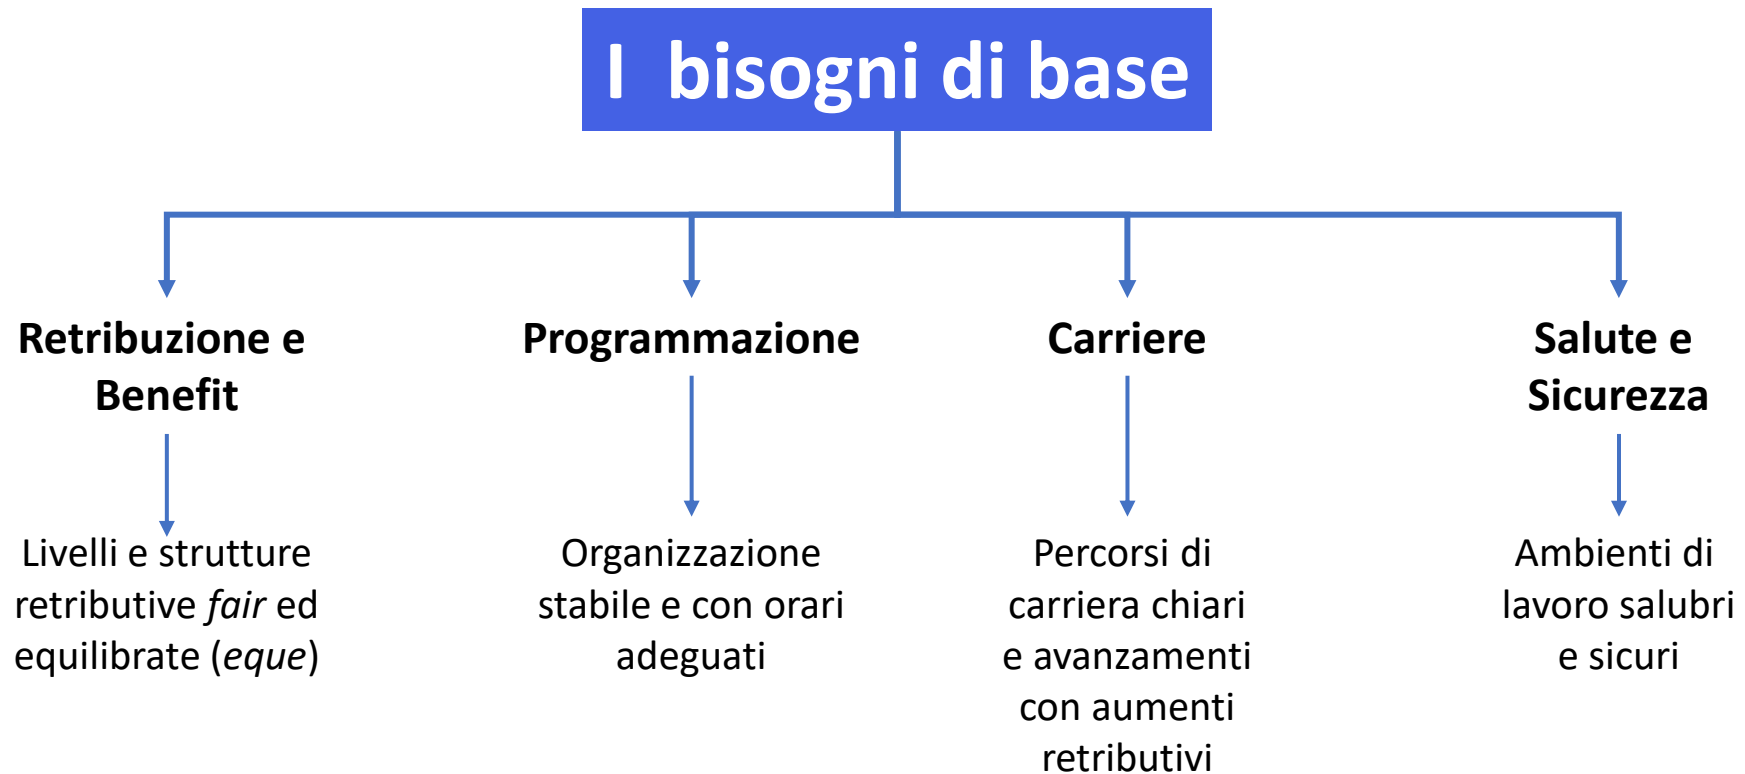 I bisogni di base
Retribuzione e
Benefit
Livelli e strutture
retributive fair ed
equilibrate (eque)
Programmazione
Organizzazione
stabile e con orari
adeguati
Carriere
Percorsi di
carriera chiari
e avanzamenti
con aumenti
retributivi
Salute e
Sicurezza
Ambienti di
lavoro salubri
e sicuri